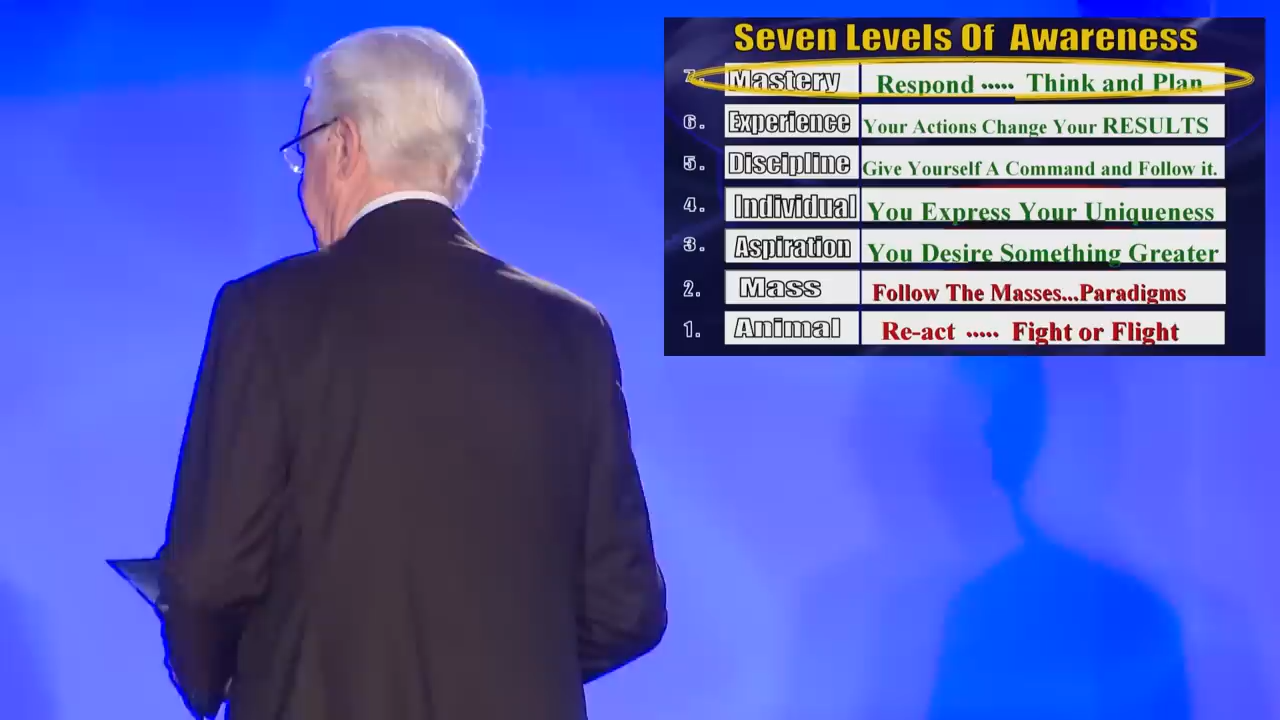 Seven Levels Of Awareness
7. Mastery Respond ..... Think and Plan
6. Experience Your Actions Change Your RESULTS
5. Discipline Give Yourself A Command and Follow it.
4. Individual You Express Your Uniqueness
3. Aspiration You Desire Something Greater
2. Mass Follow The Masses...Paradigms
1. Animal Re-act ..... Fight or Flight